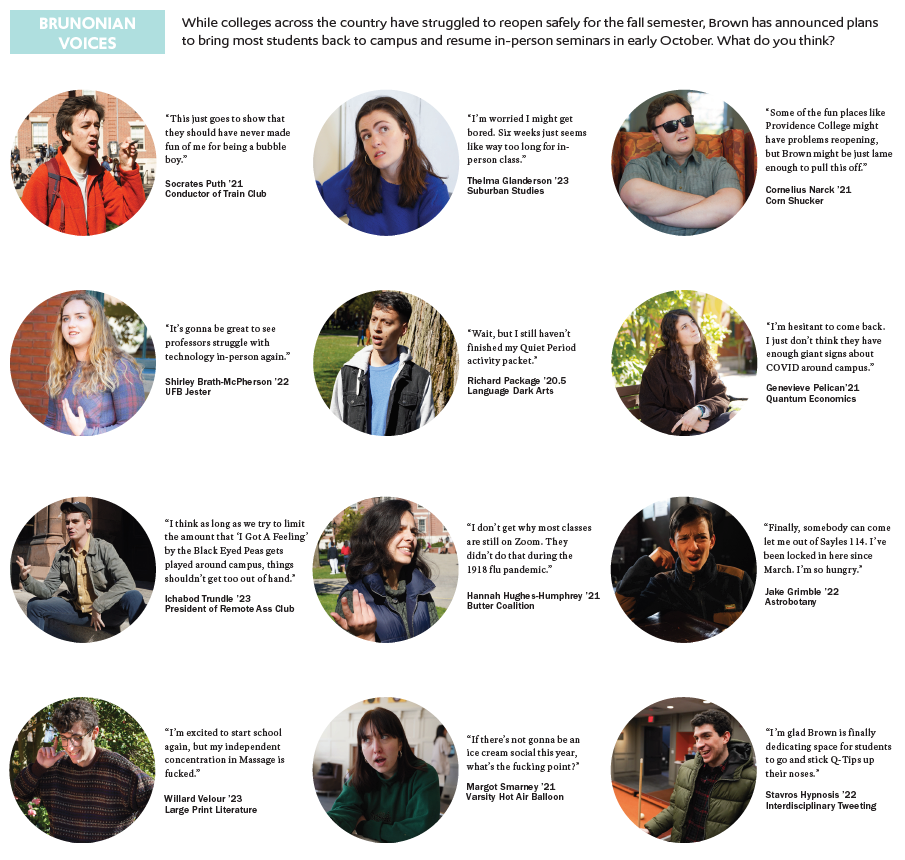 BRUNONIAN
VOICES
While colleges across the country have struggled to reopen safely for the fall semester, Brown has announced plans
to bring most students back to campus and resume in-person seminars in early October. What do you think?
“This just goes to show that
they should have never made
fun of me for being a bubble
boy.”
Socrates Puth ’21
Conductor of Train Club
“I’m worried I might get
bored. Six weeks just seems
like way too long for in-
person class.”
Thelma Glanderson ’23
Suburban Studies
“Some of the fun places like
Providence College might
have problems reopening,
but Brown might be just lame
enough to pull this off.”
Cornelius Narck ’21
Corn Shucker
“It’s gonna be great to see
professors struggle with
technology in-person again.”
Shirley Brath-McPherson ’22
UFB Jester
“Wait, but I still haven’t
finished my Quiet Period
activity packet.”
Richard Package ’20.5
Language Dark Arts
“I’m hesitant to come back.
I just don’t think they have
enough giant signs about
COVID around campus.”
Genevieve Pelican’21
Quantum Economics
“I think as long as we try to limit
the amount that ‘I Got A Feeling’
by the Black Eyed Peas gets
played around campus, things
shouldn’t get too out of hand.”
Ichabod Trundle ’23
President of Remote Ass Club
“I don’t get why most classes
are still on Zoom. They
didn’t do that during the
1918 flu pandemic.”
Hannah Hughes-Humphrey ’21
Butter Coalition
“Finally, somebody can come
let me out of Sayles 114. I’ve
been locked in here since
March. I’m so hungry.”
Jake Grimble ’22
Astrobotany
“I’m excited to start school
again, but my independent
concentration in Massage is
fucked.”
Willard Velour ’23
Large Print Literature
“If there’s not gonna be an
ice cream social this year,
what’s the fucking point?”
Margot Smarney ’21
Varsity Hot Air Balloon
“I’m glad Brown is finally
dedicating space for students
to go and stick Q-Tips up
their noses.”
Stavros Hypnosis ’22
Interdisciplinary Tweeting